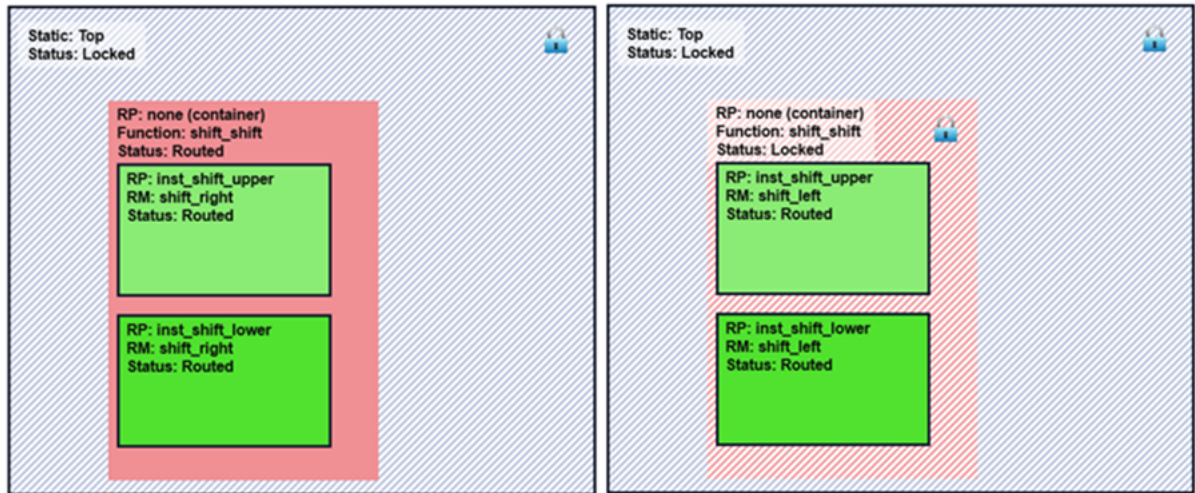 Static: Top
Status: Locked
RP: none (container)
Function: shift_shift
Status: Routed
RP: inst_shift_upper
RM: shift_right
Status: Routed
RP: inst_shift_lower
RM: shift_right
Status: Routed
Static: Top
Status: Locked
RP: none (container)
Function: shift_shift
Status: Locked
RP: inst_shift_upper
RM: shift_left
Status: Routed
RP: inst_shift_lower
RM: shift_left
Status: Routed